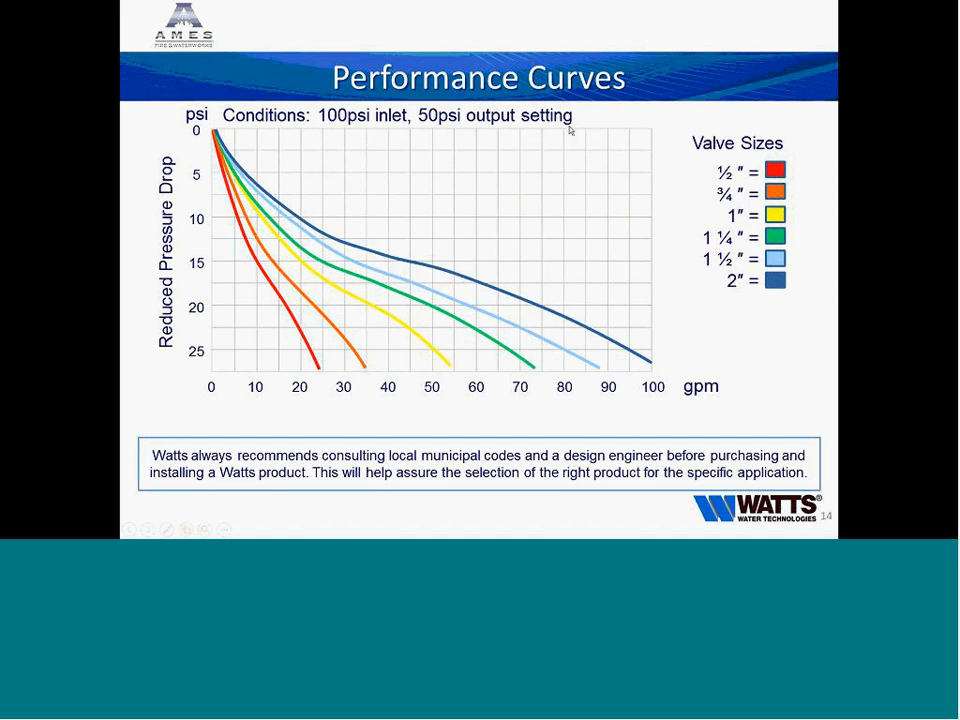 AMES
FIRE & WATERWORKS
Performance Curves
psi Conditions: 100psi inlet, 50psi output setting
0
5
10
15
20
25
Reduced Pressure Drop
0 10 20 30 40 50 60 70 80 90 100 gpm
Valve Sizes
½ " =
¾ " =
1" =
1 ¼ " =
1 ½ " =
2" =
Watts always recommends consulting local municipal codes and a design engineer before purchasing and
installing a Watts product. This will help assure the selection of the right product for the specific application.
WATTS®
WATER TECHNOLOGIES
14